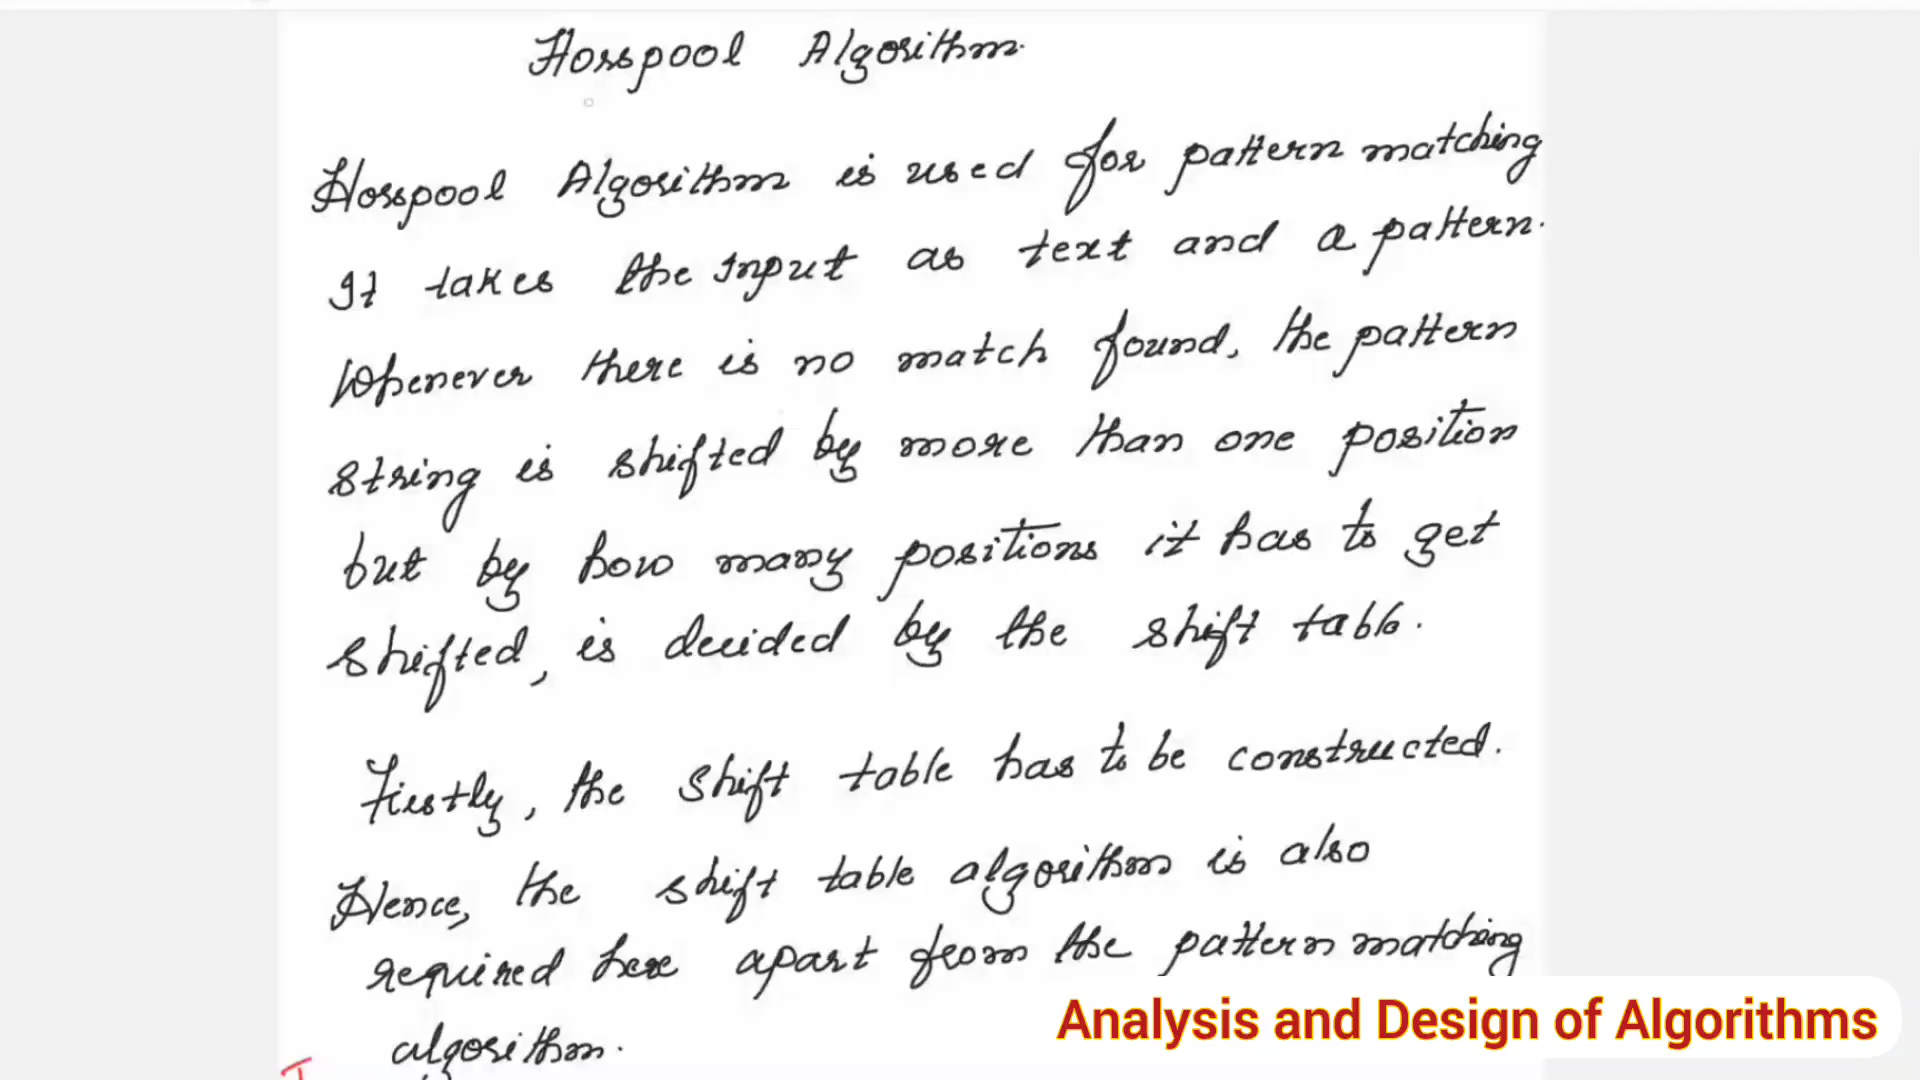 Horspool Algorithm.
Horspool Algorithm is used for pattern matching
It takes the Input as text and a pattern.
Whenever there is no match found, the pattern
string is shifted by more than one position
but by how many positions it has to get
shifted, is decided by the shift table.
Firstly, the shift table has to be constructed.
Hence, the shift table algorithm is also
required here apart from the pattern matching
Analysis and Design of Algorithms
algorithm.